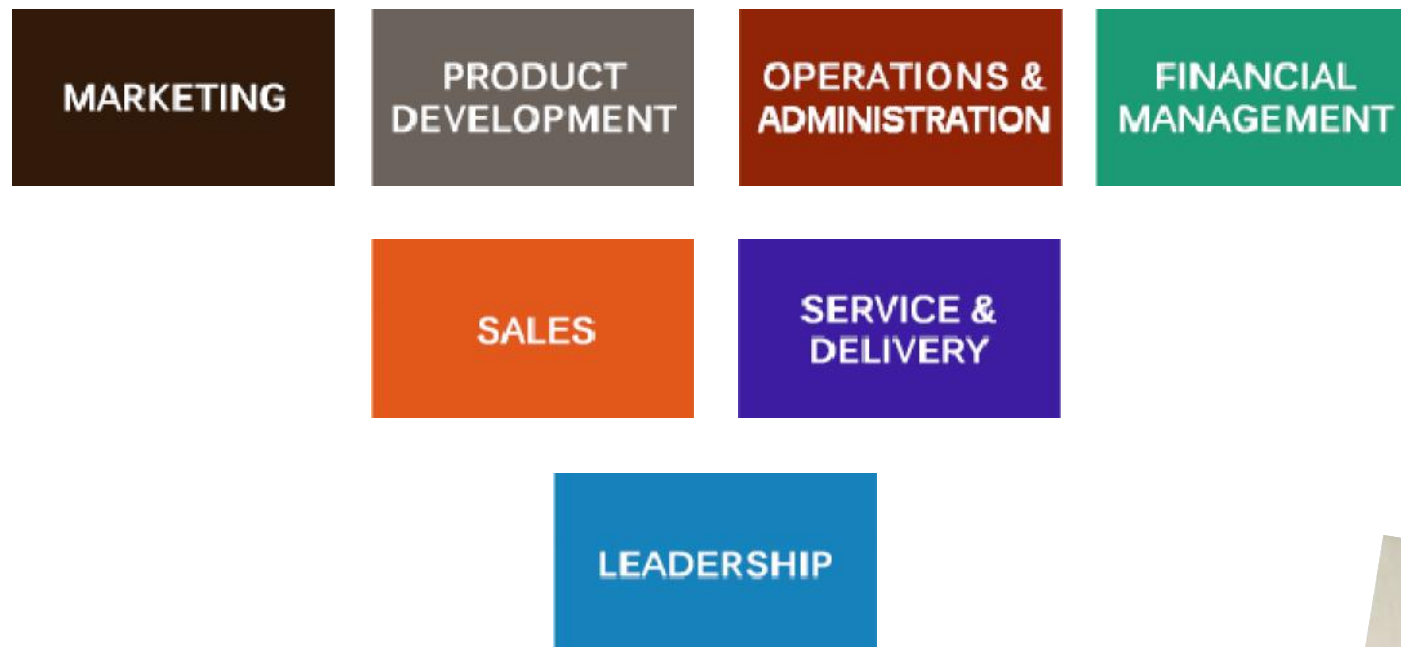 MARKETING
PRODUCT
DEVELOPMENT
OPERATIONS &
ADMINISTRATION
FINANCIAL
MANAGEMENT
SALES
SERVICE &
DELIVERY
LEADERSHIP